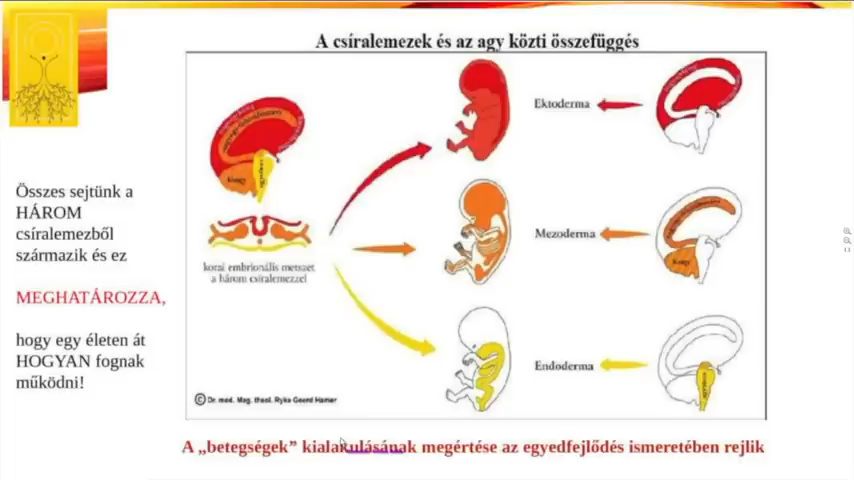 A csíralemezek és az agy közti összefüggés
Összes sejtünk a
HÁROM
csíralemezből
származik és ez
MEGHATÁROZZA,
hogy egy életen át
HOGYAN fognak
működni!
Kisagy
korai embrionális metszet
a három csíralemezzel
Ektoderma
Mezoderma
Kisagy
Endoderma
© Dr. med. Mag. theol. Ryke Geerd Hamer
A „betegségek” kialakulásának megértése az egyedfejlődés ismeretében rejlik